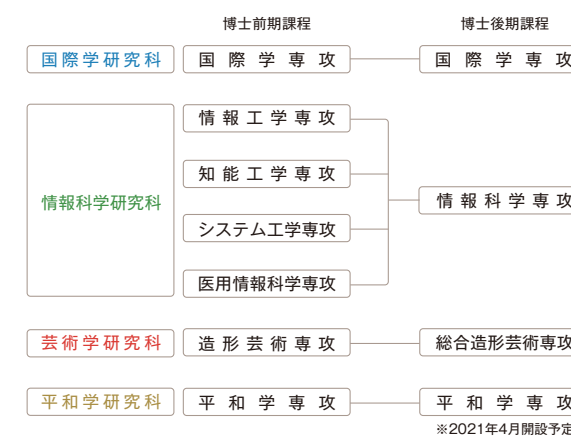 博士前期課程 博士後期課程
国際学研究科 国際学専攻 国際学専攻
情報工学専攻
知能工学専攻
情報科学研究科 情報科学専攻
システム工学専攻
医用情報科学専攻
芸術学研究科 造形芸術専攻 総合造形芸術専攻
平和学研究科 平和学専攻 平和学専攻
※2021年4月開設予定